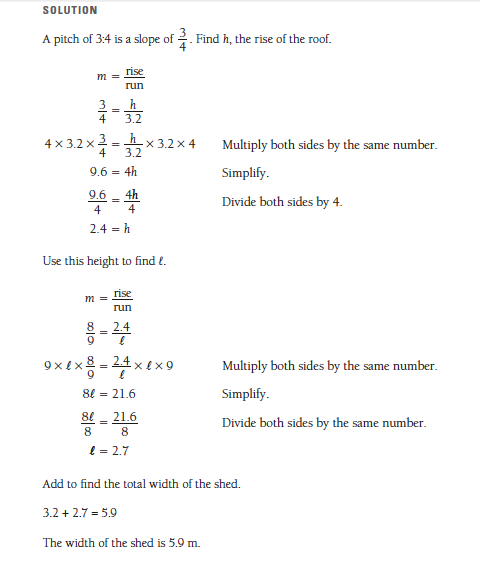 SOLUTION
A pitch of 3:4 is a slope of 3/4. Find h, the rise of the roof.
m = rise/run
3/4 = h/3.2
4 × 3.2 × 3/4 = h/3.2 × 3.2 × 4 Multiply both sides by the same number.
9.6 = 4h Simplify.
9.6/4 = 4h/4 Divide both sides by 4.
2.4 = h
Use this height to find ℓ.
m = rise/run
8/9 = 2.4/ℓ
9 × ℓ × 8/9 = 2.4/ℓ × ℓ × 9 Multiply both sides by the same number.
8ℓ = 21.6 Simplify.
8ℓ/8 = 21.6/8 Divide both sides by the same number.
ℓ = 2.7
Add to find the total width of the shed.
3.2 + 2.7 = 5.9
The width of the shed is 5.9 m.